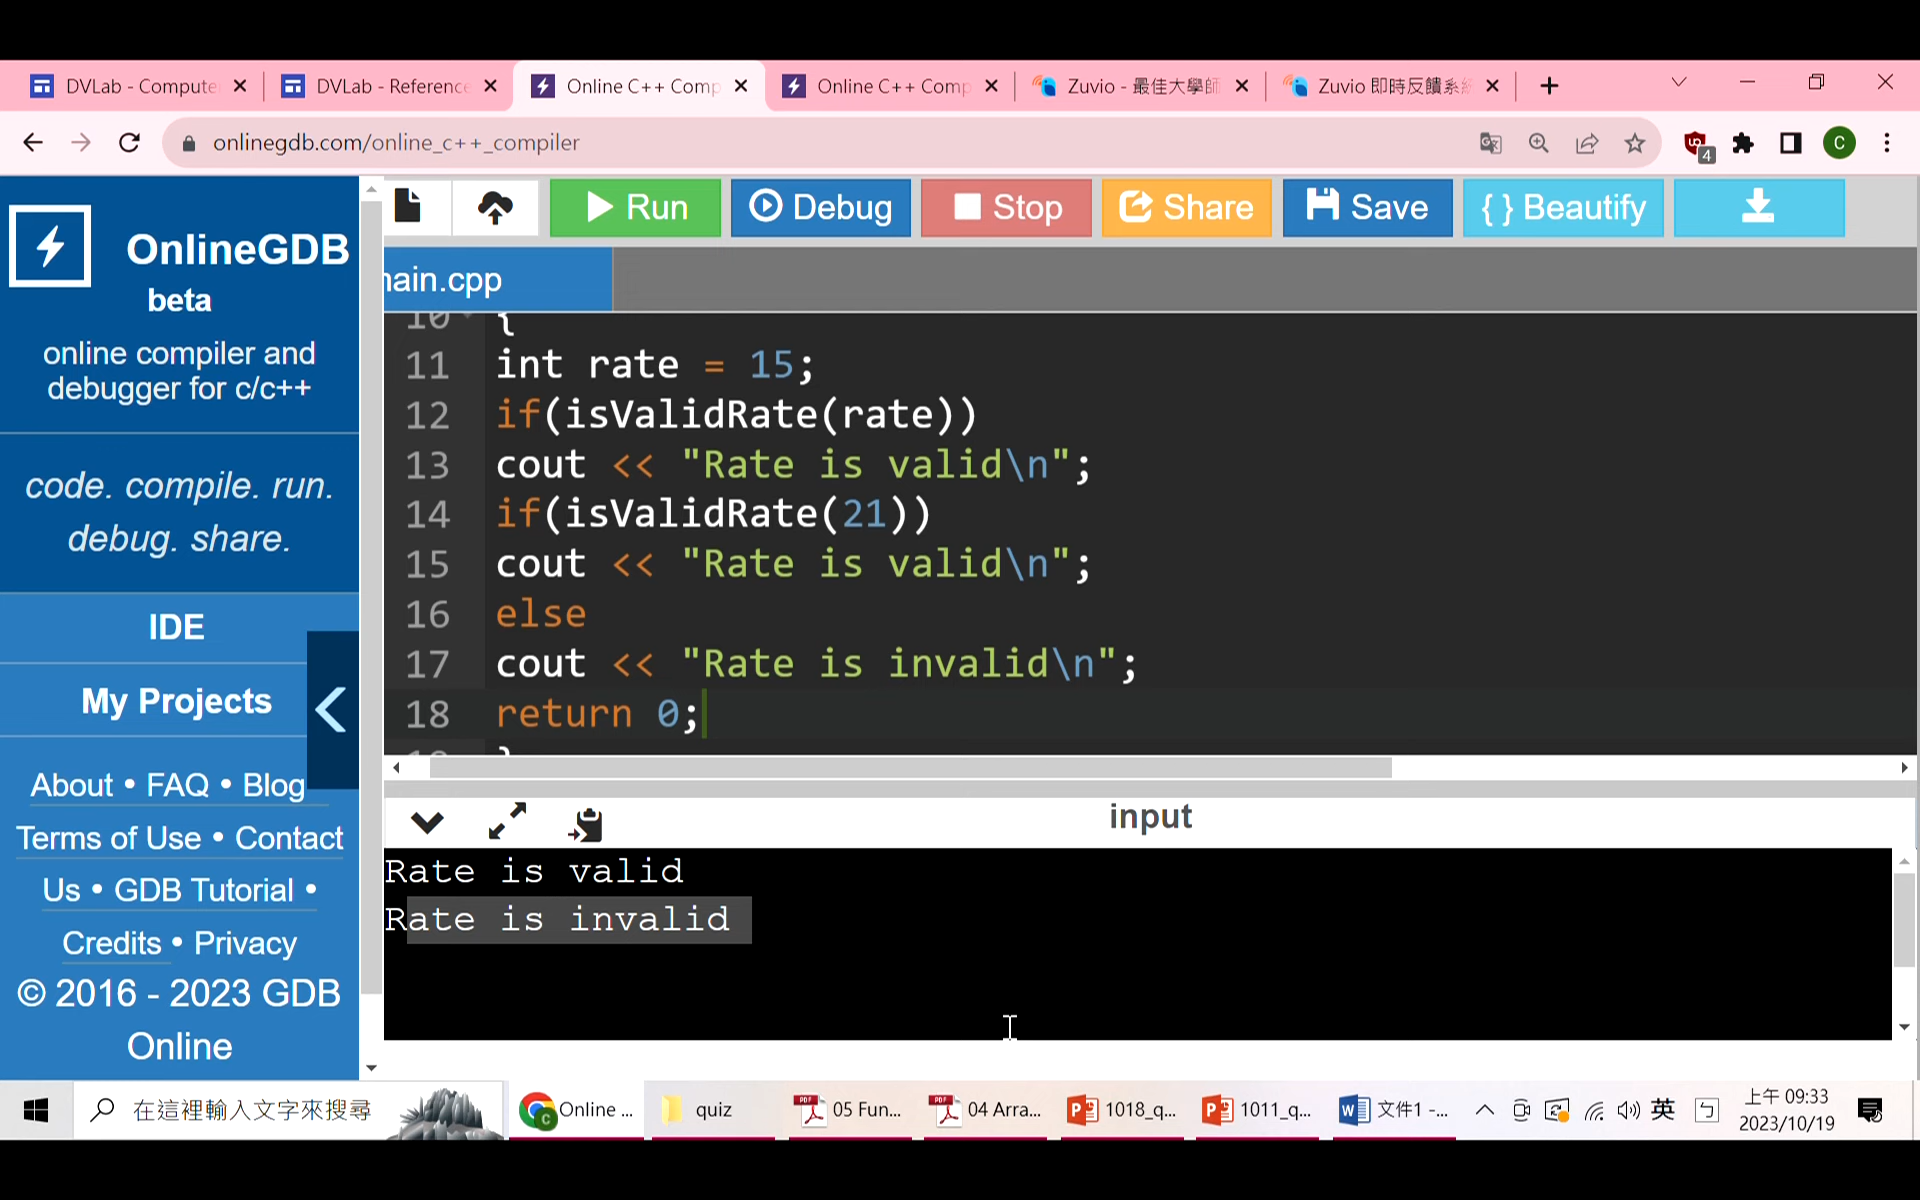 DVLab - Compute
DVLab - Reference
Online C++ Comp
Online C++ Comp
Zuvio - 最佳大學師
Zuvio 即時反饋系統
onlinegdb.com/online_c++_compiler
4
C
Run
Debug
Stop
Share
Save
{ } Beautify
OnlineGDB
beta
online compiler and
debugger for c/c++
code. compile. run.
debug. share.
IDE
My Projects
About • FAQ • Blog
Terms of Use • Contact
Us • GDB Tutorial •
Credits • Privacy
© 2016 - 2023 GDB
Online
main.cpp
10 {
11 int rate = 15;
12 if(isValidRate(rate))
13 cout << "Rate is valid\n";
14 if(isValidRate(21))
15 cout << "Rate is valid\n";
16 else
17 cout << "Rate is invalid\n";
18 return 0;
19 }
input
Rate is valid
Rate is invalid
在這裡輸入文字來搜尋
Online ...
quiz
05 Fun...
04 Arra...
1018_q...
1011_q...
文件1 -...
英
上午 09:33
2023/10/19